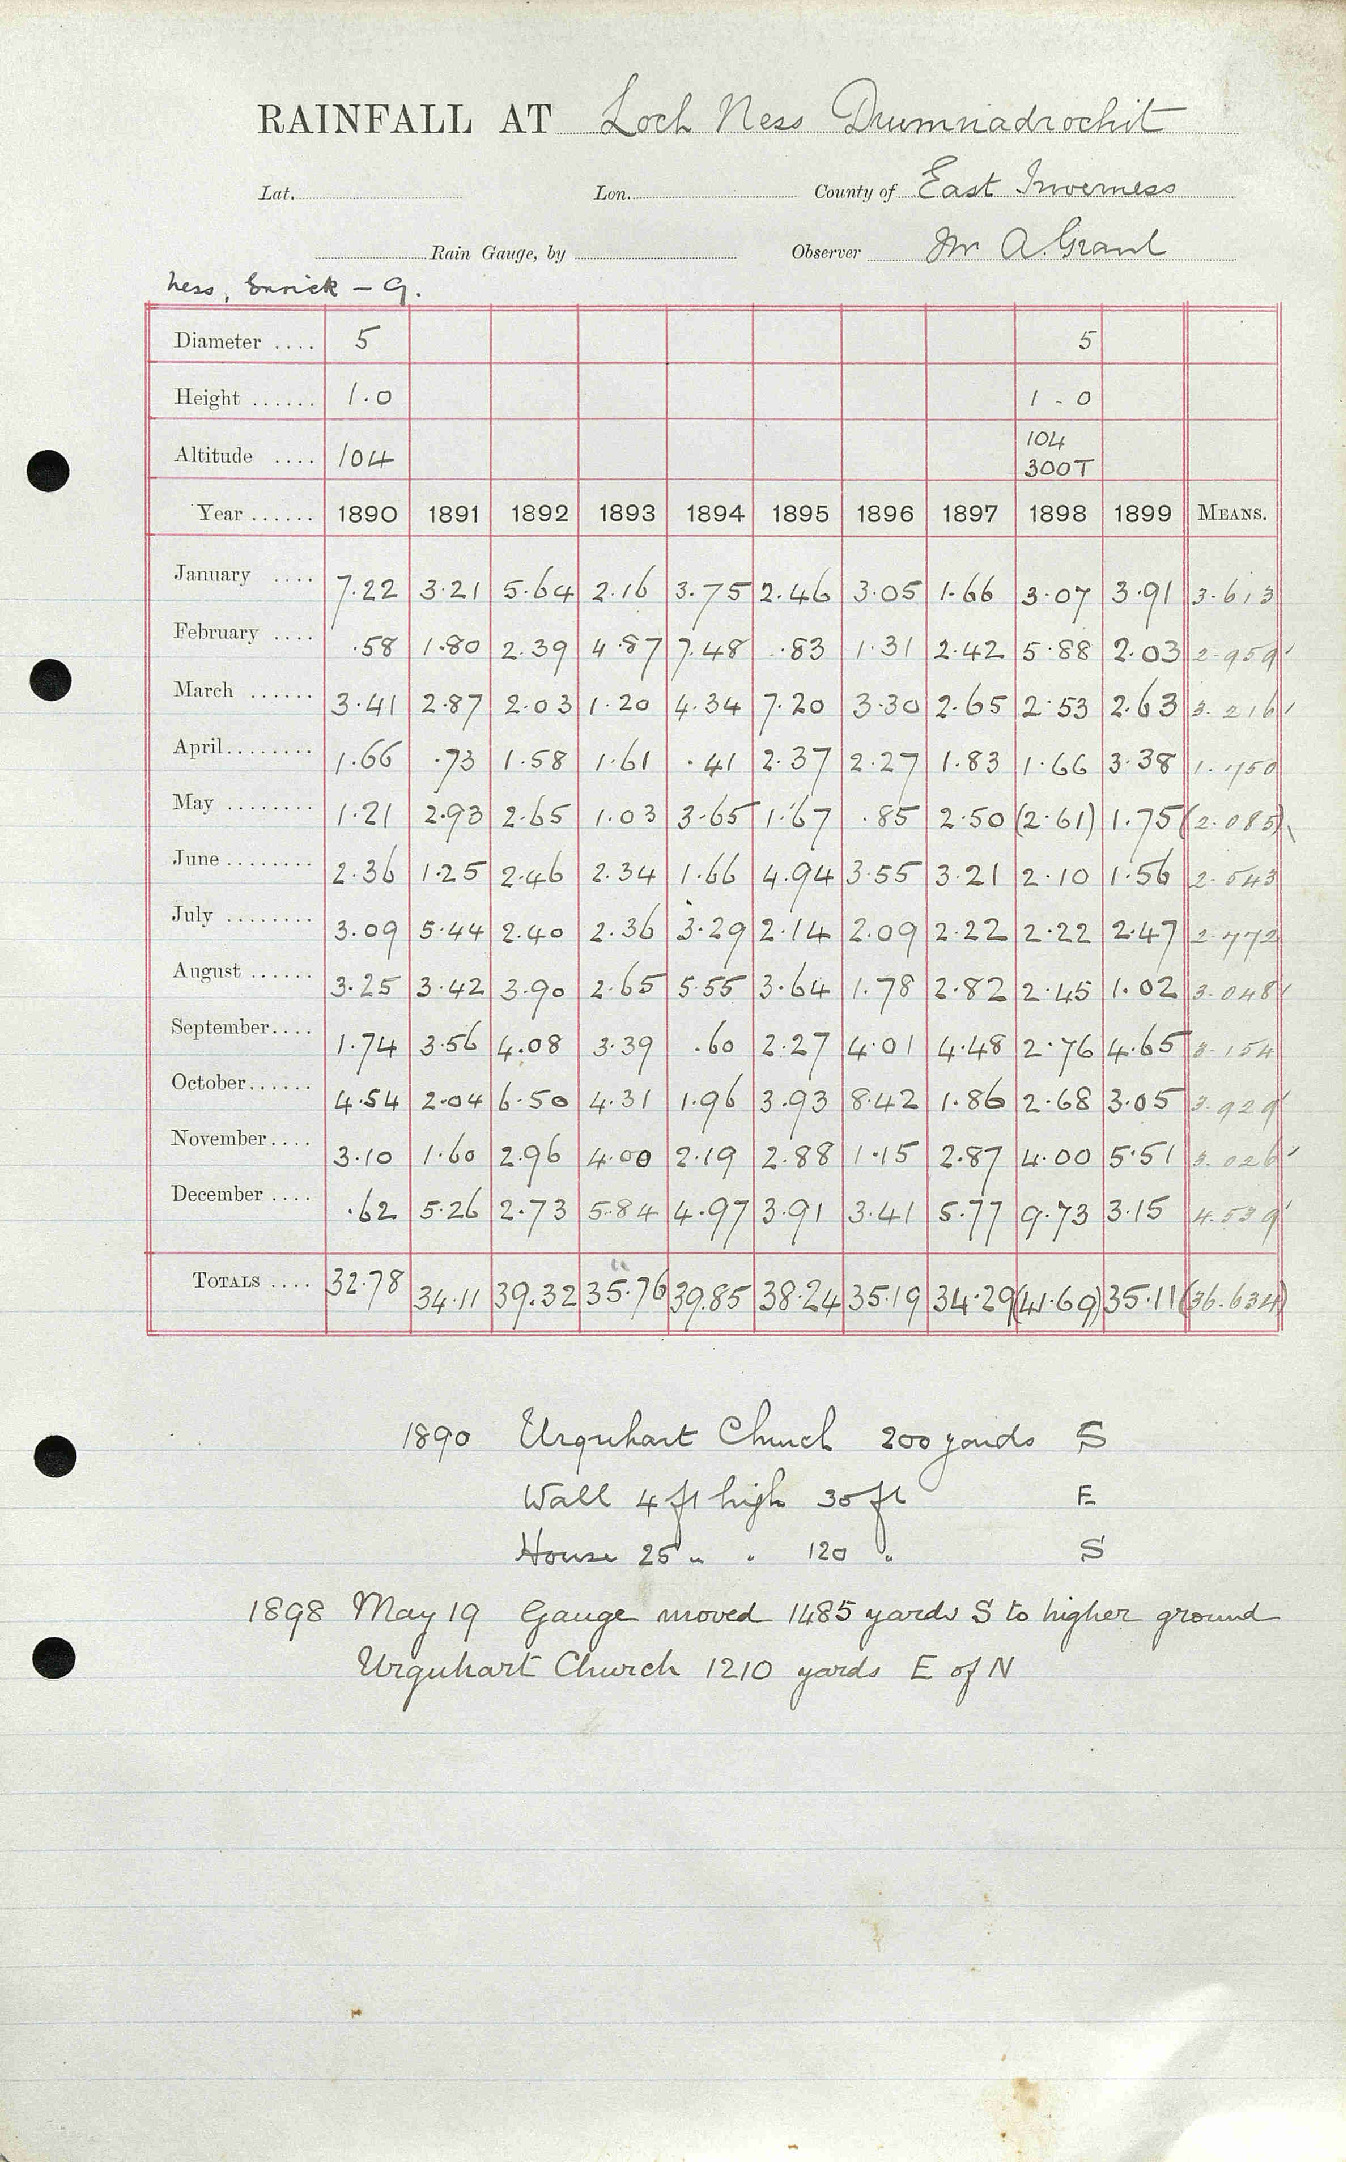 RAINFALL AT Loch Ness Drumnadrochit
Lat. Lon. County of East Inverness
Rain Gauge, by Observer Mr A. Grant
Ness, Enrick – G.
Diameter .... 5 5
Height ...... 1.0 1-0
Altitude .... 104 104
300T
Year ...... 1890 1891 1892 1893 1894 1895 1896 1897 1898 1899 MEANS.
January .... 7.22 3.21 5.64 2.16 3.75 2.46 3.05 1.66 3.07 3.91 3.613
February .... .58 1.80 2.39 4.87 7.48 .83 1.31 2.42 5.88 2.03 2.959
March ...... 3.41 2.87 2.03 1.20 4.34 7.20 3.30 2.65 2.53 2.63 3.216
April........ 1.66 .73 1.58 1.61 .41 2.37 2.27 1.83 1.66 3.38 1.750
May ........ 1.21 2.93 2.65 1.03 3.65 1.67 .85 2.50 (2.61) 1.75 (2.085)
June ........ 2.36 1.25 2.46 2.34 1.66 4.94 3.55 3.21 2.10 1.56 2.543
July ........ 3.09 5.44 2.40 2.36 3.29 2.14 2.09 2.22 2.22 2.47 2.772
August ...... 3.25 3.42 3.90 2.65 5.55 3.64 1.78 2.82 2.45 1.02 3.048
September.... 1.74 3.56 4.08 3.39 .60 2.27 4.01 4.48 2.76 4.65 3.154
October...... 4.54 2.04 6.50 4.31 1.96 3.93 8.42 1.86 2.68 3.05 3.929
November.... 3.10 1.60 2.96 4.00 2.19 2.88 1.15 2.87 4.00 5.51 3.026
December .... .62 5.26 2.73 5.84 4.97 3.91 3.41 5.77 9.73 3.15 4.539
TOTALS .... 32.78 34.11 39.32 35.76 39.85 38.24 35.19 34.29 (41.69) 35.11 (36.634)
1890 Urquhart Church 200 yards S
Wall 4 ft high 30 ft E
House 25 " " 120 " S
1898 May 19 Gauge moved 1485 yards S to higher ground
Urquhart Church 1210 yards E of N